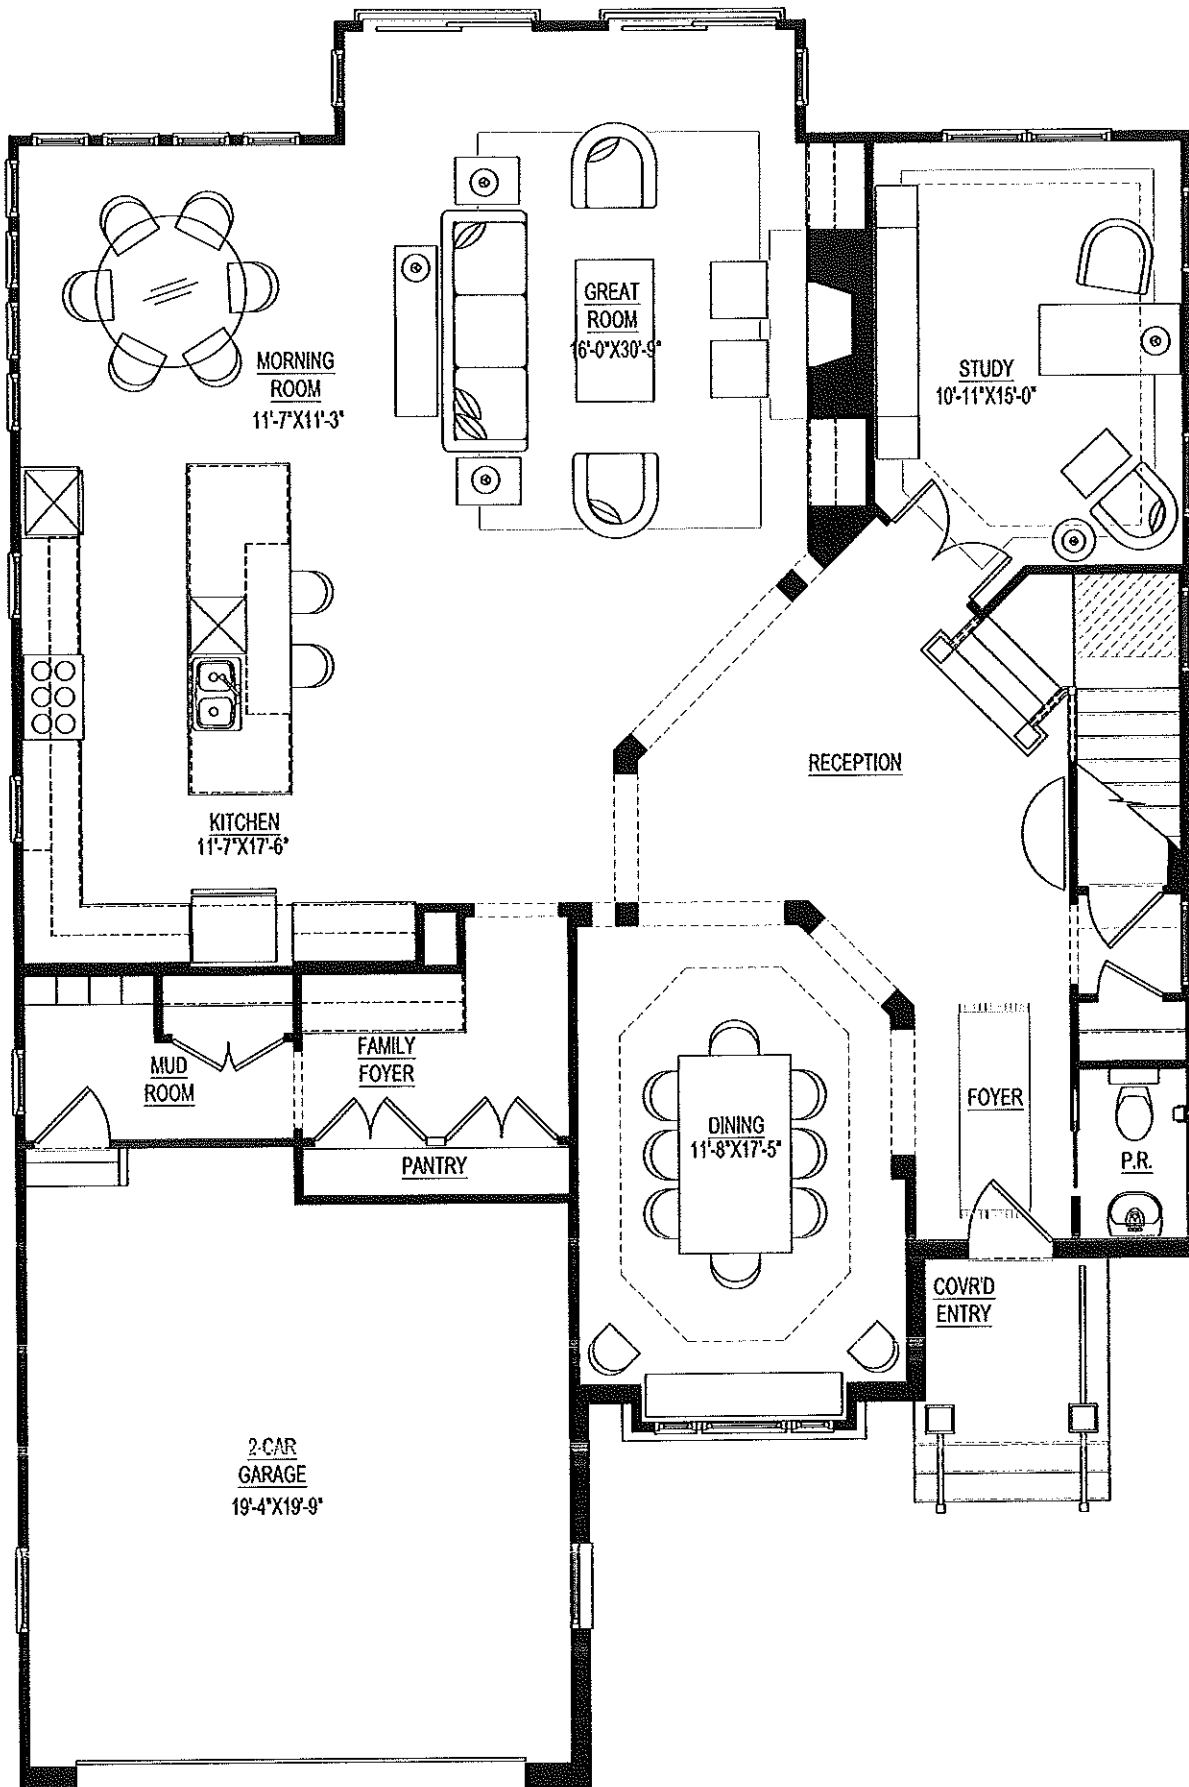 GREAT
ROOM
16'-0"X30'-9"
MORNING
ROOM
11'-7"X11'-3"
STUDY
10'-11"X15'-0"
RECEPTION
KITCHEN
11'-7"X17'-6"
MUD
ROOM
FAMILY
FOYER
PANTRY
DINING
11'-8"X17'-5"
FOYER
P.R.
COVR'D
ENTRY
2-CAR
GARAGE
19'-4"X19'-9"